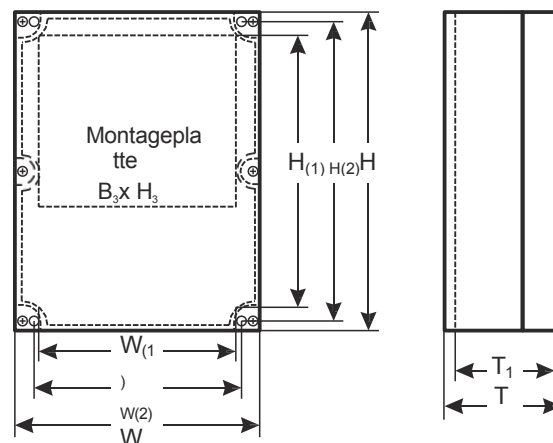 Montagepla
tte
B₃x H₃
H(1) H(2)H
W(1
)
W(2)
W
T₁
T